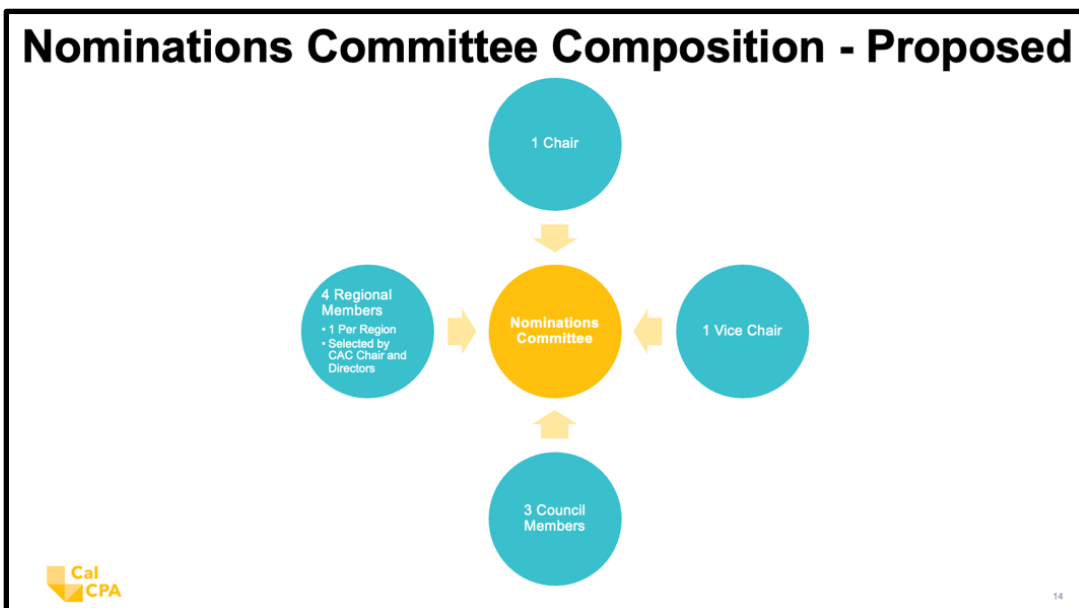 Nominations Committee Composition - Proposed
1 Chair
4 Regional
Members
• 1 Per Region
• Selected by
CAC Chair and
Directors
Nominations
Committee
1 Vice Chair
3 Council
Members
Cal
CPA
14